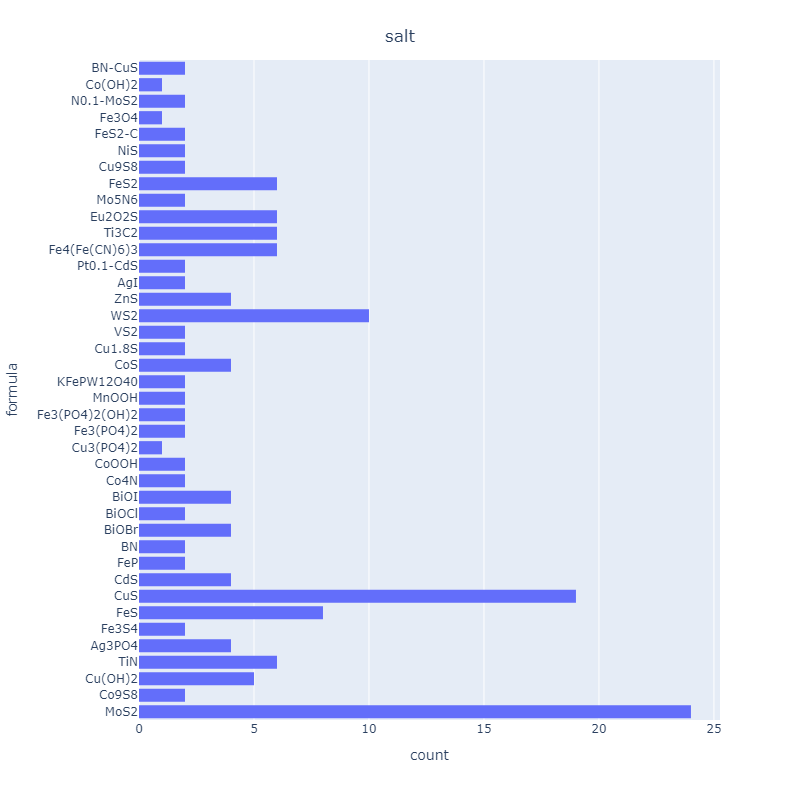 salt
BN-CuS
Co(OH)2
N0.1-MoS2
Fe3O4
FeS2-C
NiS
Cu9S8
FeS2
Mo5N6
Eu2O2S
Ti3C2
Fe4(Fe(CN)6)3
Pt0.1-CdS
AgI
ZnS
WS2
VS2
Cu1.8S
CoS
KFePW12O40
MnOOH
Fe3(PO4)2(OH)2
Fe3(PO4)2
Cu3(PO4)2
CoOOH
Co4N
BiOI
BiOCl
BiOBr
BN
FeP
CdS
CuS
FeS
Fe3S4
Ag3PO4
TiN
Cu(OH)2
Co9S8
MoS2
formula
0 5 10 15 20 25
count